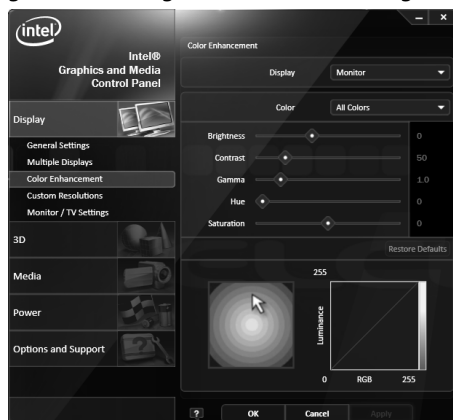 intel
Intel®
Graphics and Media
Control Panel
Display
General Settings
Multiple Displays
Color Enhancement
Custom Resolutions
Monitor / TV Settings
3D
Media
Power
Options and Support
Color Enhancement
Display Monitor
Color All Colors
Brightness 0
Contrast 50
Gamma 1.0
Hue 0
Saturation 0
Restore Defaults
255
Luminance
0 RGB 255
? OK Cancel Apply